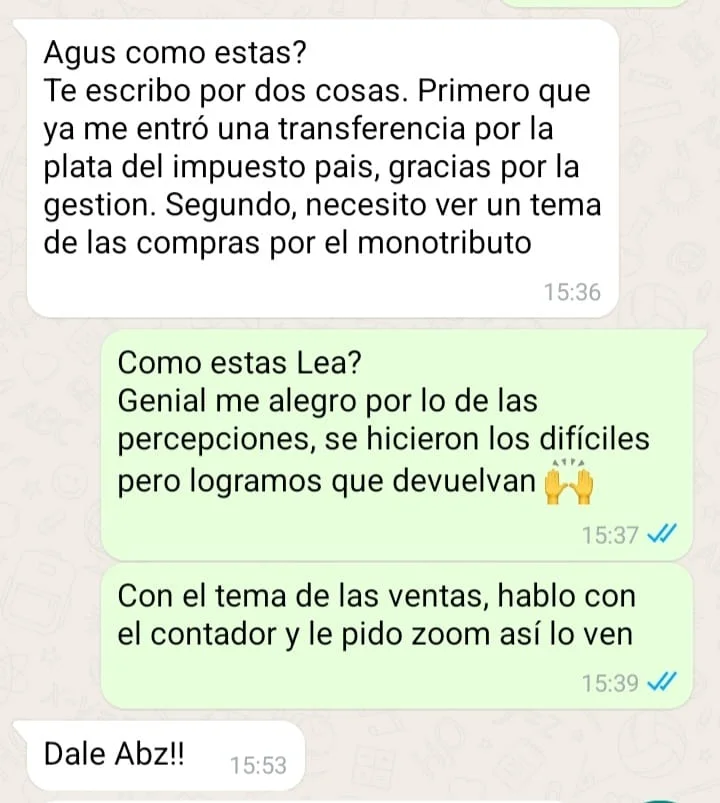 Agus como estas?
Te escribo por dos cosas. Primero que
ya me entró una transferencia por la
plata del impuesto pais, gracias por la
gestion. Segundo, necesito ver un tema
de las compras por el monotributo
15:36
Como estas Lea?
Genial me alegro por lo de las
percepciones, se hicieron los difíciles
pero logramos que devuelvan 🙌
15:37
Con el tema de las ventas, hablo con
el contador y le pido zoom así lo ven
15:39
Dale Abz!!
15:53